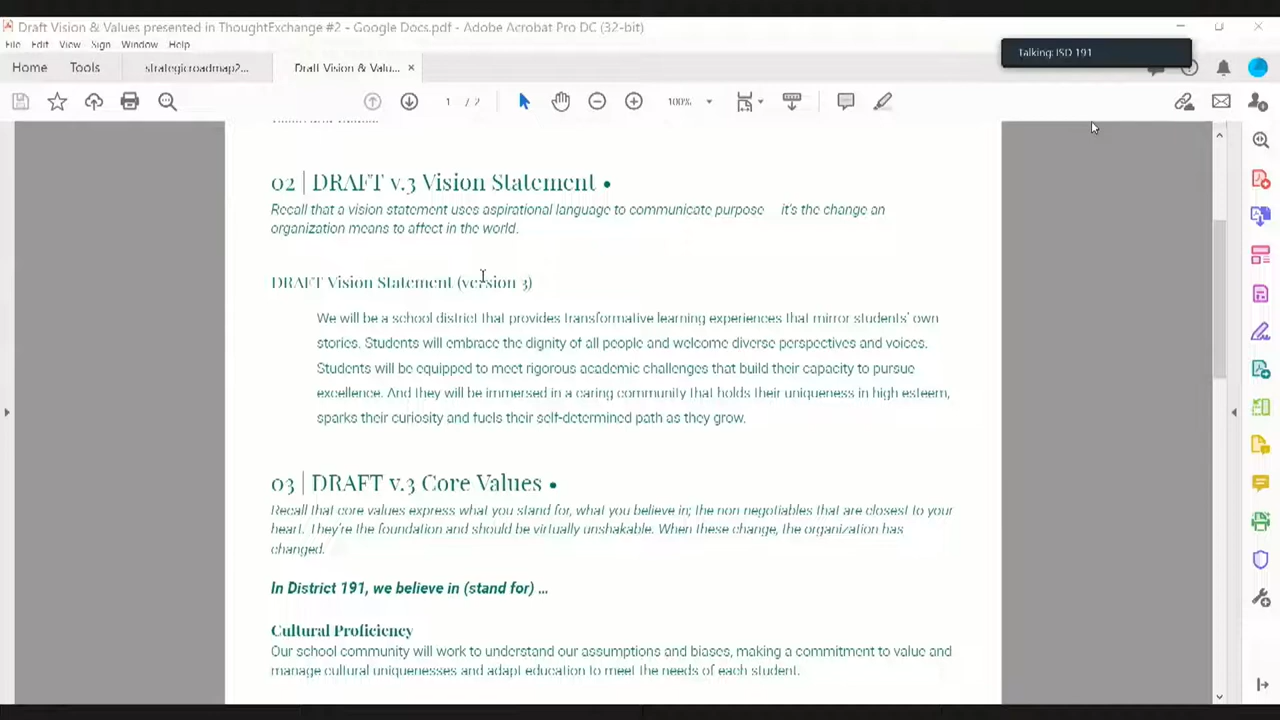 Draft Vision & Values presented in ThoughtExchange #2 - Google Docs.pdf - Adobe Acrobat Pro DC (32-bit)
File Edit View Sign Window Help
Talking: ISD 191
Home Tools strategicroadmap2... Draft Vision & Valu... ×
1 / 2 100%
02 | DRAFT v.3 Vision Statement •
Recall that a vision statement uses aspirational language to communicate purpose it's the change an
organization means to affect in the world.
DRAFT Vision Statement (version 3)
We will be a school district that provides transformative learning experiences that mirror students' own
stories. Students will embrace the dignity of all people and welcome diverse perspectives and voices.
Students will be equipped to meet rigorous academic challenges that build their capacity to pursue
excellence. And they will be immersed in a caring community that holds their uniqueness in high esteem,
sparks their curiosity and fuels their self-determined path as they grow.
03 | DRAFT v.3 Core Values •
Recall that core values express what you stand for, what you believe in; the non negotiables that are closest to your
heart. They're the foundation and should be virtually unshakable. When these change, the organization has
changed.
In District 191, we believe in (stand for) ...
Cultural Proficiency
Our school community will work to understand our assumptions and biases, making a commitment to value and
manage cultural uniquenesses and adapt education to meet the needs of each student.